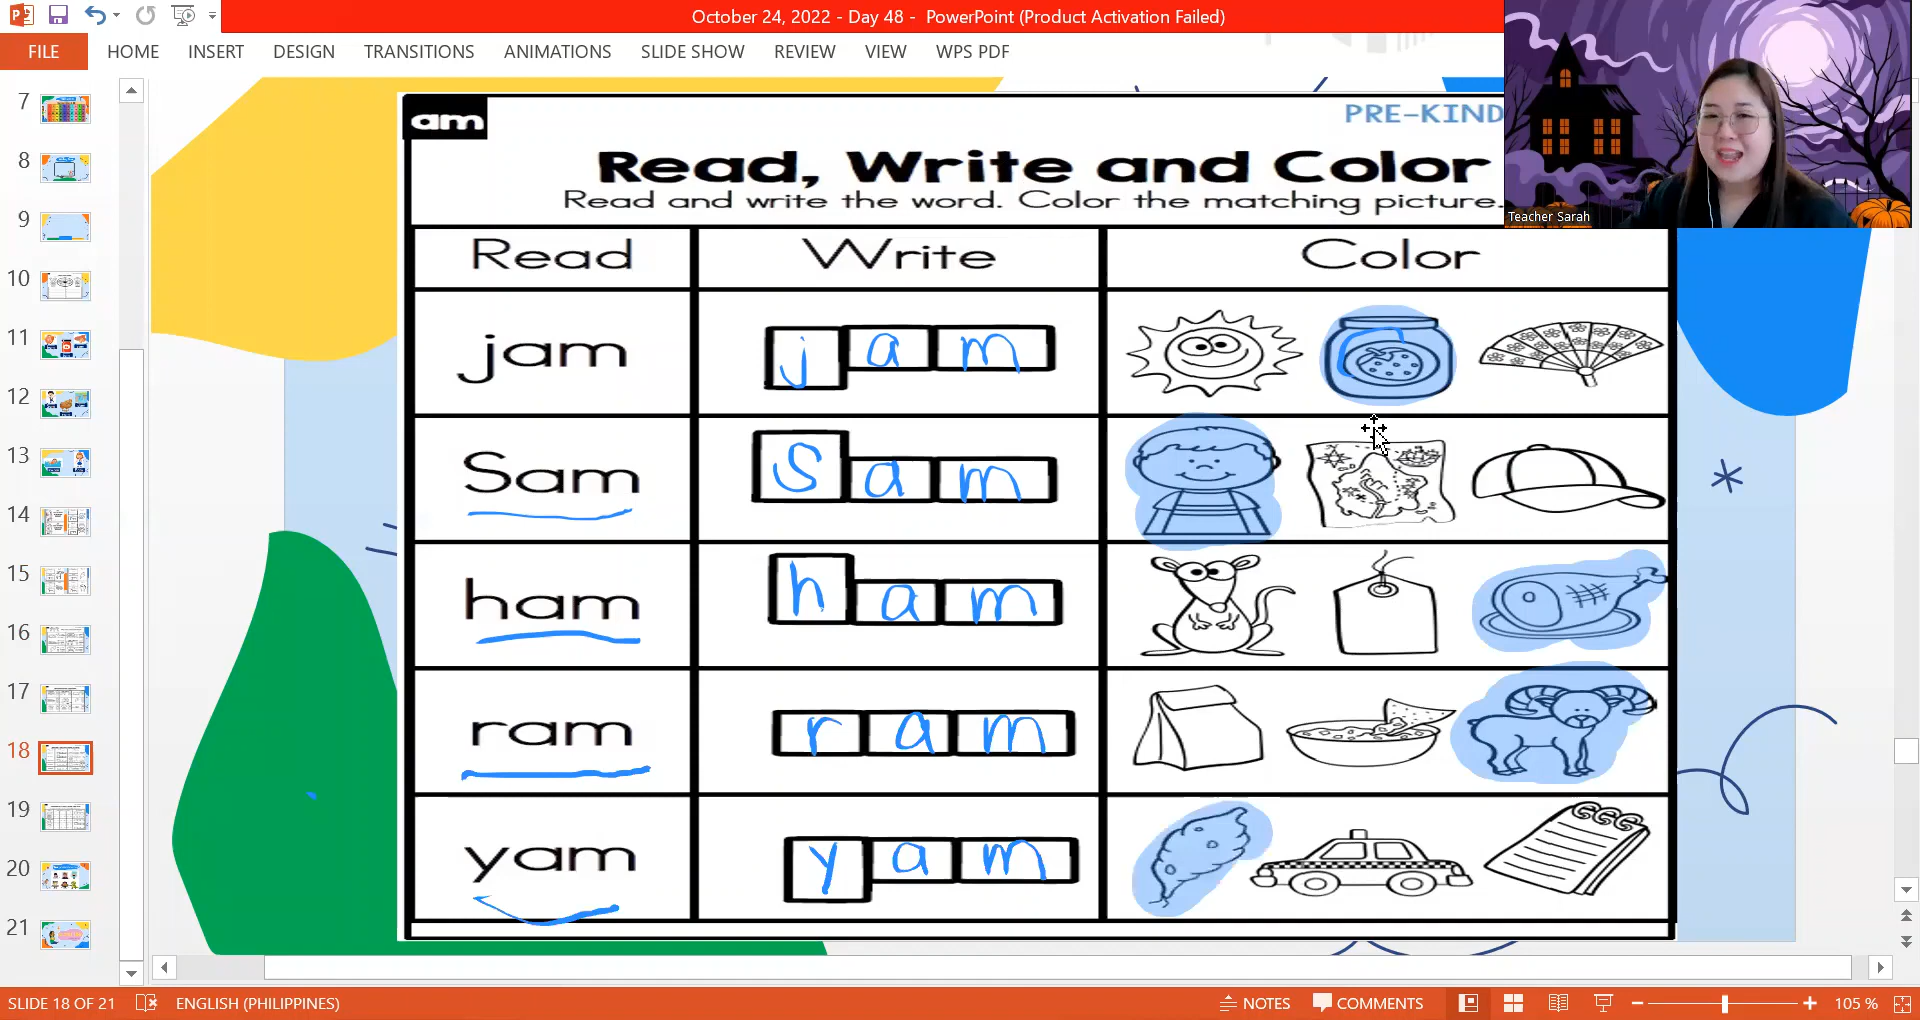 October 24, 2022 - Day 48 - PowerPoint (Product Activation Failed)
FILE HOME INSERT DESIGN TRANSITIONS ANIMATIONS SLIDE SHOW REVIEW VIEW WPS PDF
am
PRE-KIND
Read, Write and Color
Read and write the word. Color the matching picture.
Teacher Sarah
Read Write Color
jam j a m
Sam S a m
ham h a m
ram r a m
yam y a m
7
8
9
10
11
12
13
14
15
16
17
18
19
20
21
SLIDE 18 OF 21 ENGLISH (PHILIPPINES) NOTES COMMENTS 105 %